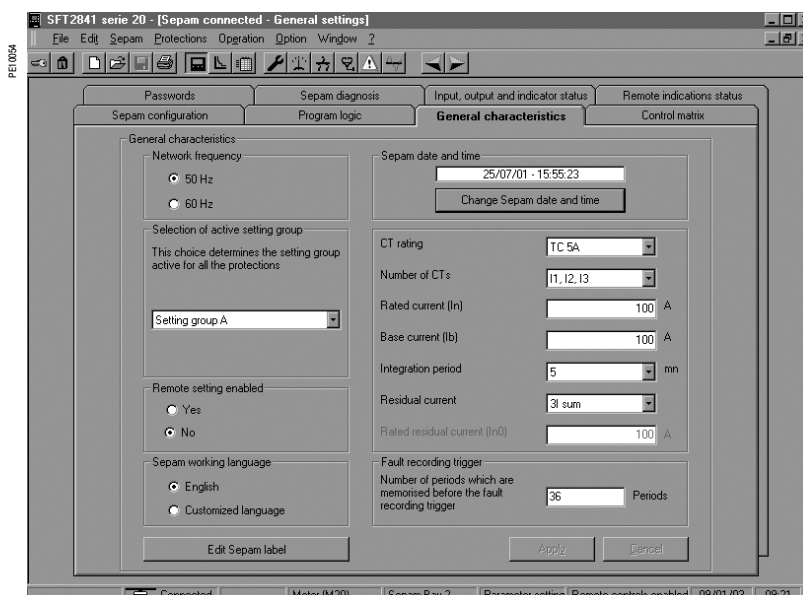 PE10054
SFT2841 serie 20 - [Sepam connected - General settings]
File Edit Sepam Protections Operation Option Window ?
Passwords
Sepam diagnosis
Input, output and indicator status
Remote indications status
Sepam configuration
Program logic
General characteristics
Control matrix
General characteristics
Network frequency
50 Hz
60 Hz
Sepam date and time
25/07/01 - 15:55:23
Change Sepam date and time
Selection of active setting group
This choice determines the setting group
active for all the protections
Setting group A
CT rating
TC 5A
Number of CTs
I1, I2, I3
Rated current (In)
100 A
Base current (Ib)
100 A
Integration period
5 mn
Residual current
3I sum
Rated residual current (In0)
100 A
Remote setting enabled
Yes
No
Sepam working language
English
Customized language
Fault recording trigger
Number of periods which are
memorised before the fault
recording trigger
36 Periods
Edit Sepam label
Apply
Cancel
Connected Motor (M20) Sepam Bay 2 Parameter setting Remote controls enabled 09/01/02 09:21